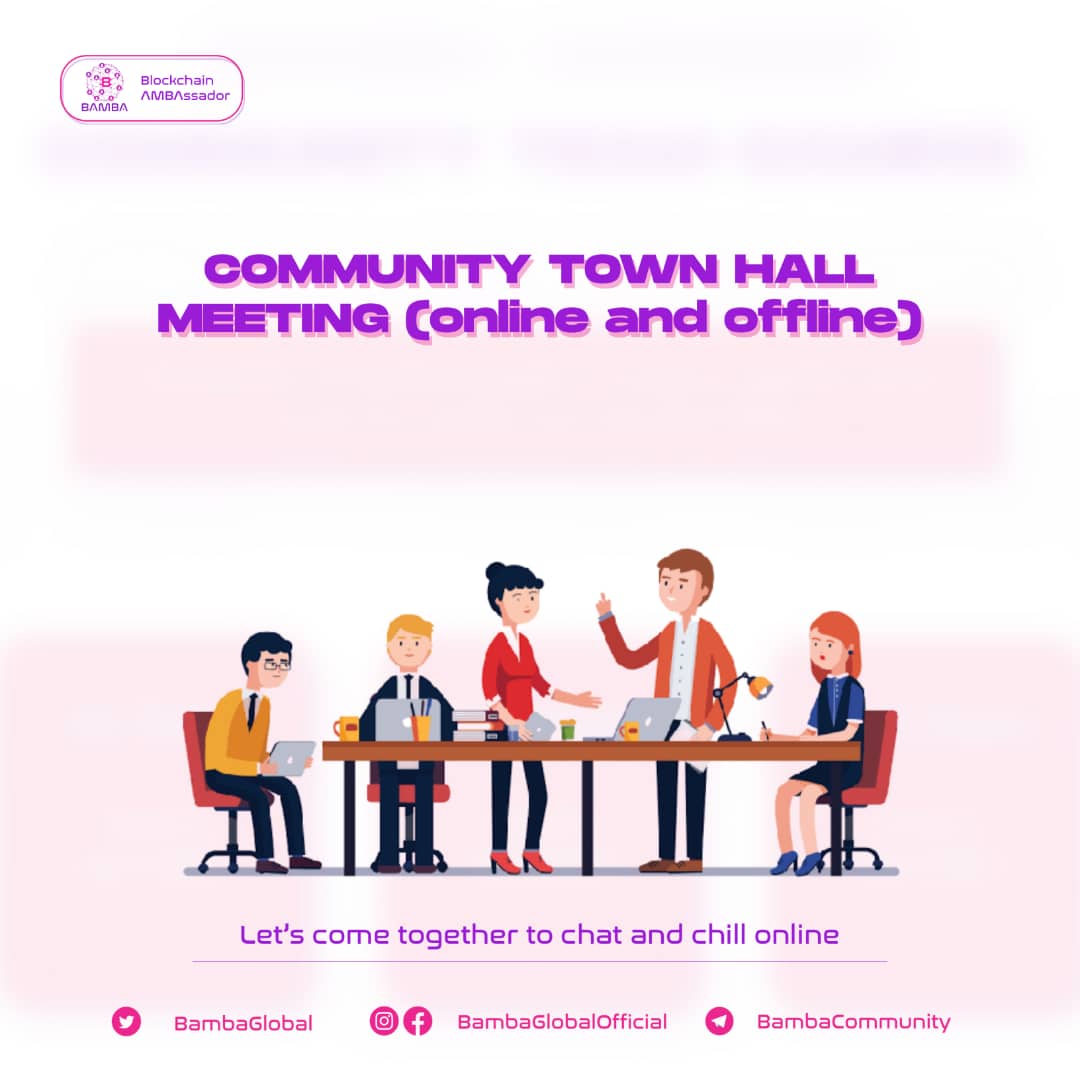 BAMBA
Blockchain
AMBAssador
COMMUNITY TOWN HALL
MEETING (online and offline)
Let's come together to chat and chill online
BambaGlobal
BambaGlobalOfficial
BambaCommunity